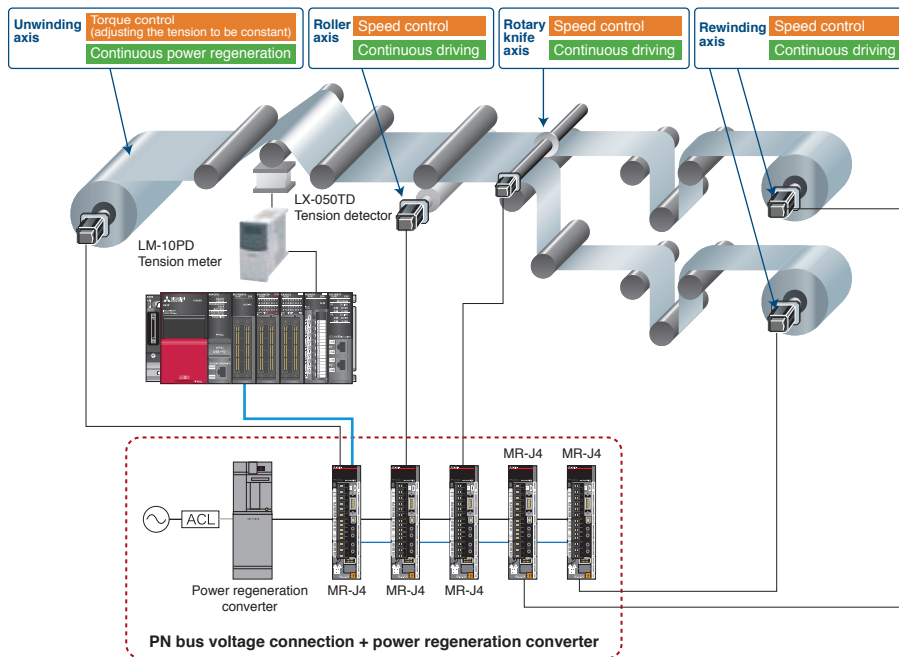 Unwinding
axis
Torque control
(adjusting the tension to be constant)
Continuous power regeneration
Roller
axis
Speed control
Continuous driving
Rotary
knife
axis
Speed control
Continuous driving
Rewinding
axis
Speed control
Continuous driving
LX-050TD
Tension detector
LM-10PD
Tension meter
MR-J4
MR-J4
ACL
Power regeneration
converter
MR-J4
MR-J4
MR-J4
PN bus voltage connection + power regeneration converter